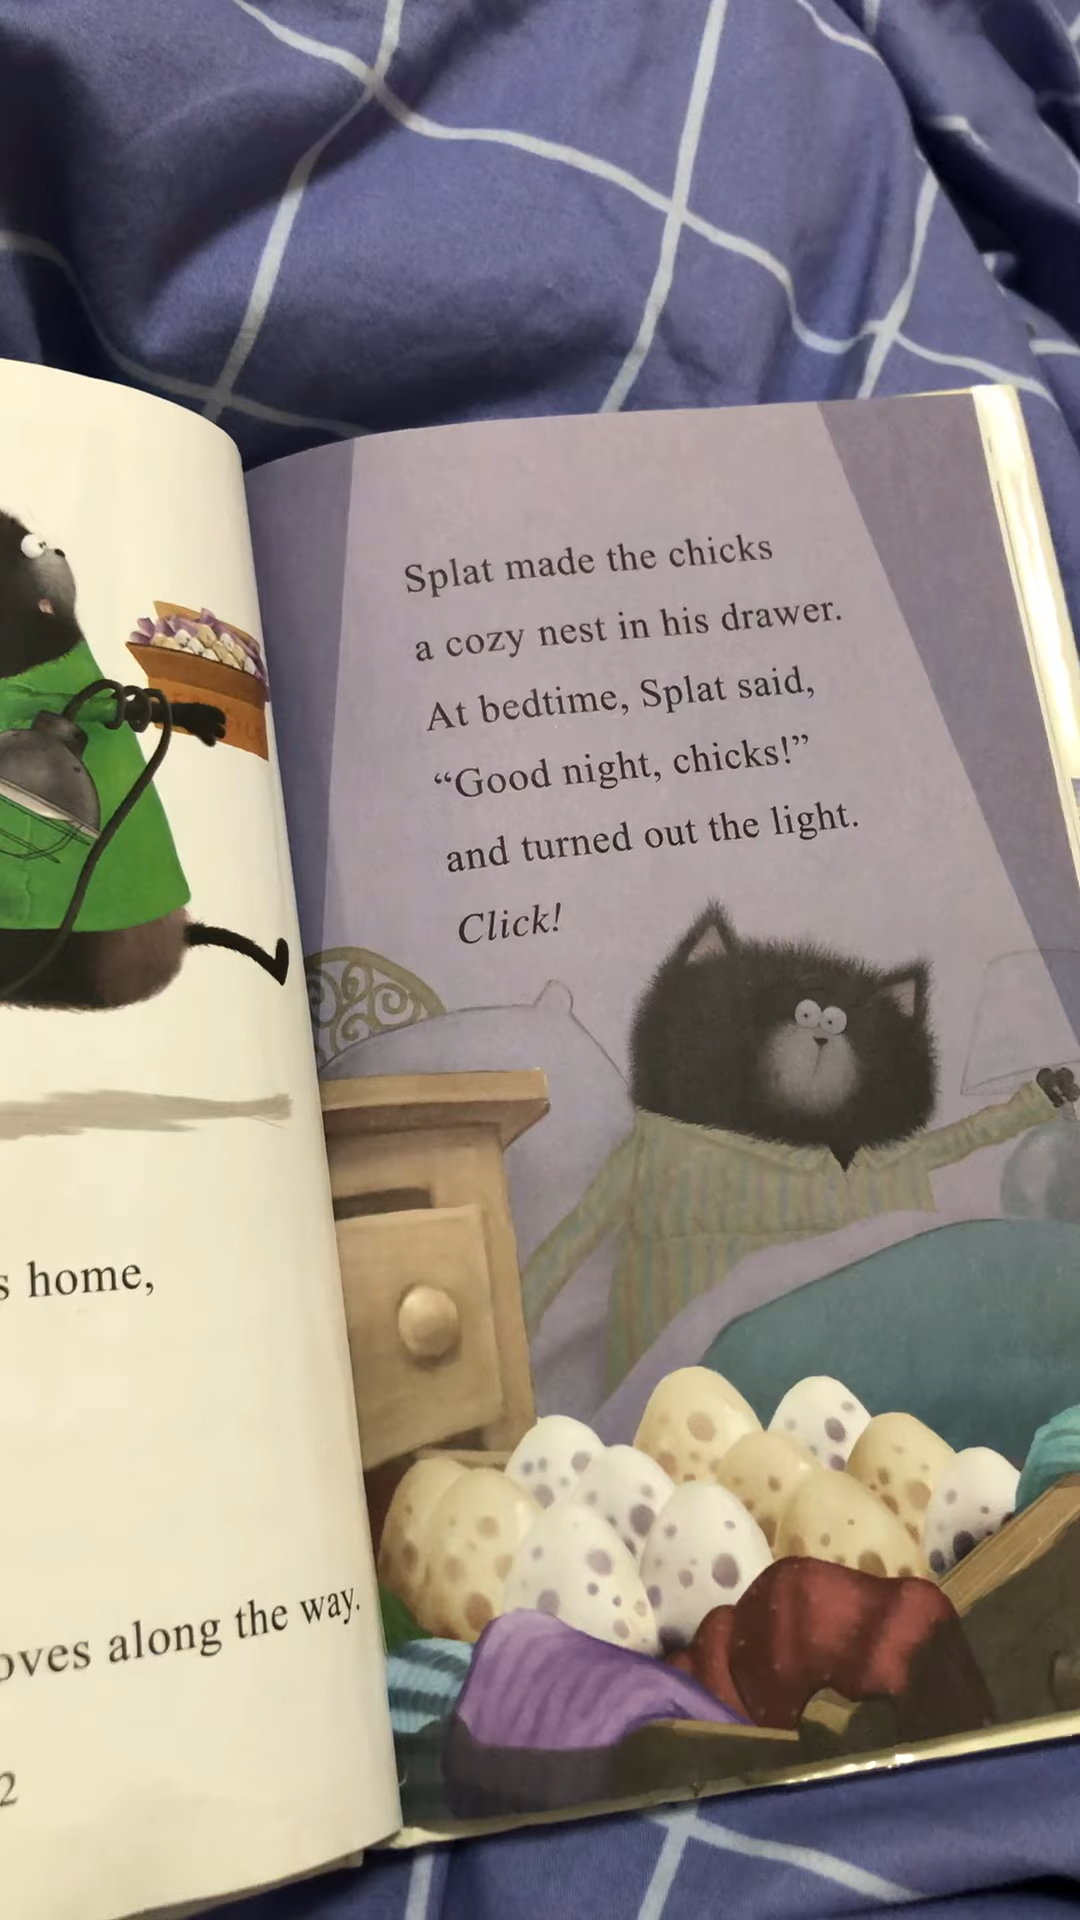 s home,
oves along the way.
2
Splat made the chicks
a cozy nest in his drawer.
At bedtime, Splat said,
“Good night, chicks!”
and turned out the light.
Click!